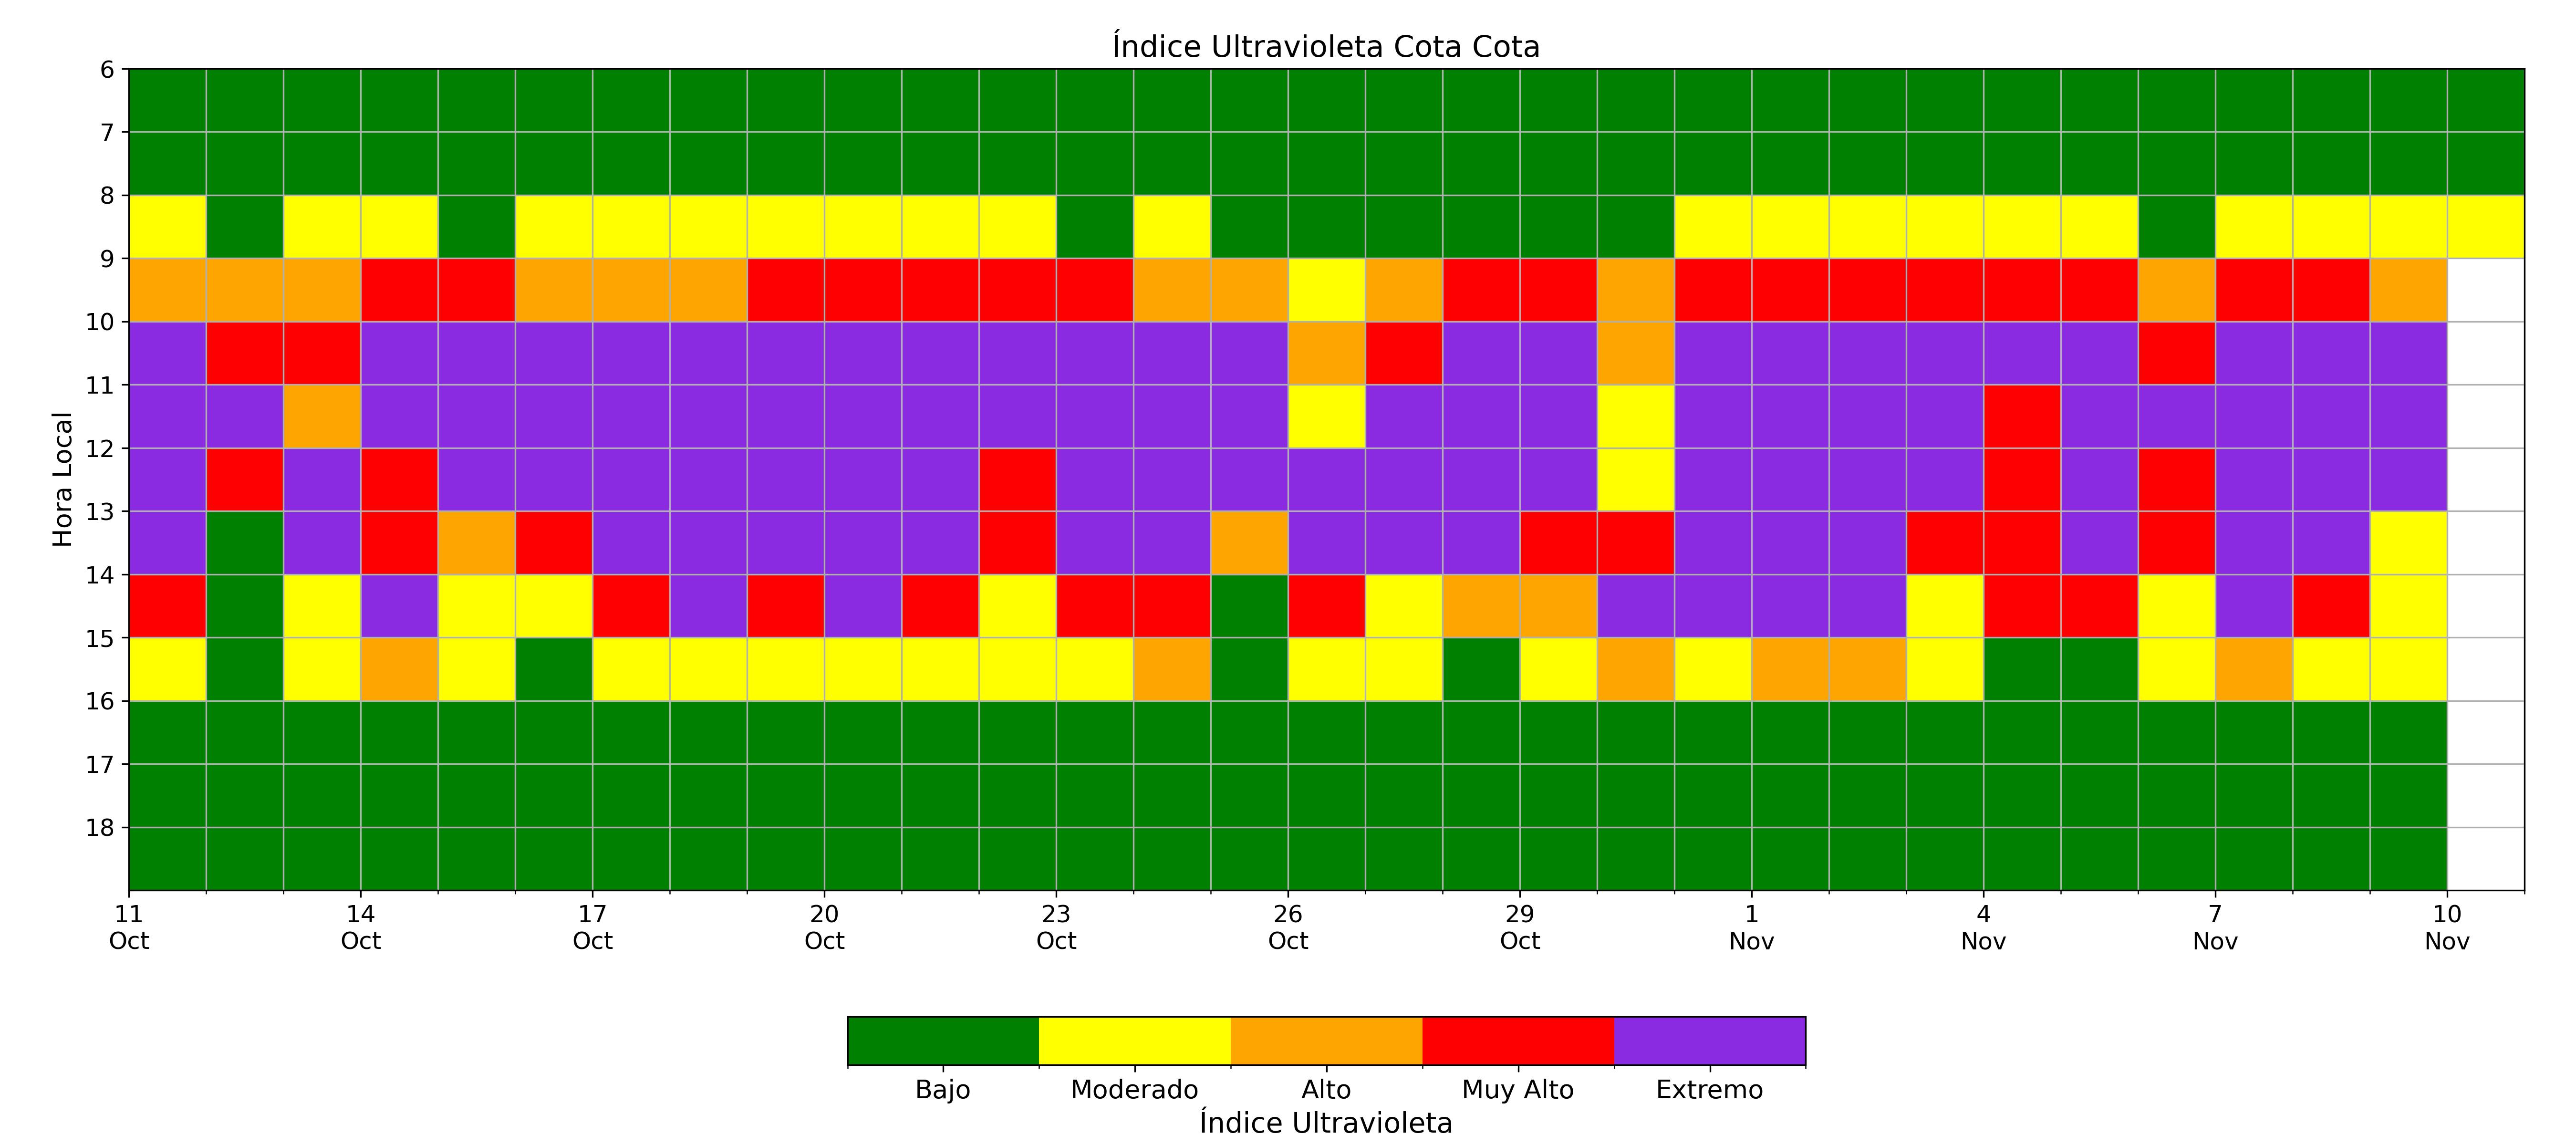 Índice Ultravioleta Cota Cota
6
7
8
9
10
11
12
13
14
15
16
17
18
Hora Local
11 14 17 20 23 26 29 1 4 7 10
Oct Oct Oct Oct Oct Oct Oct Nov Nov Nov Nov
Bajo Moderado Alto Muy Alto Extremo
Índice Ultravioleta